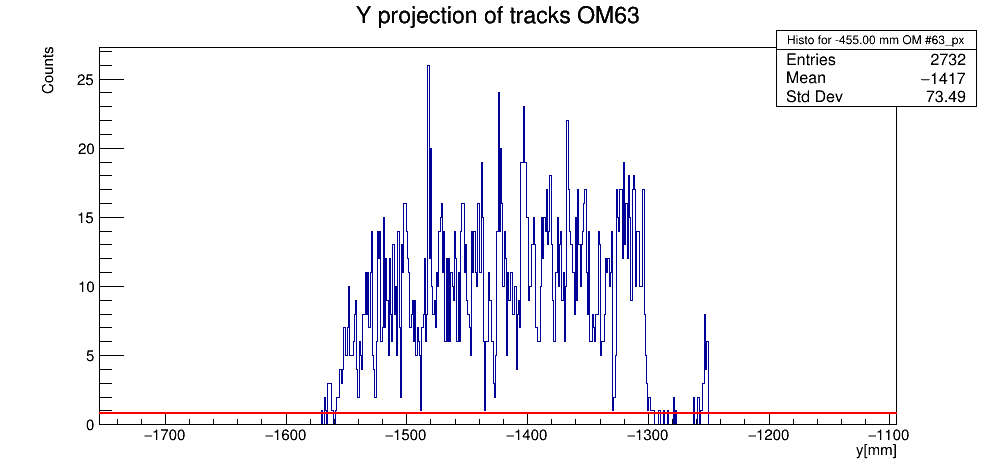 Y projection of tracks OM63
Histo for -455.00 mm OM #63_px
Entries 2732
Mean −1417
Std Dev 73.49
Counts
25
20
15
10
5
0
−1700 −1600 −1500 −1400 −1300 −1200 −1100
y[mm]